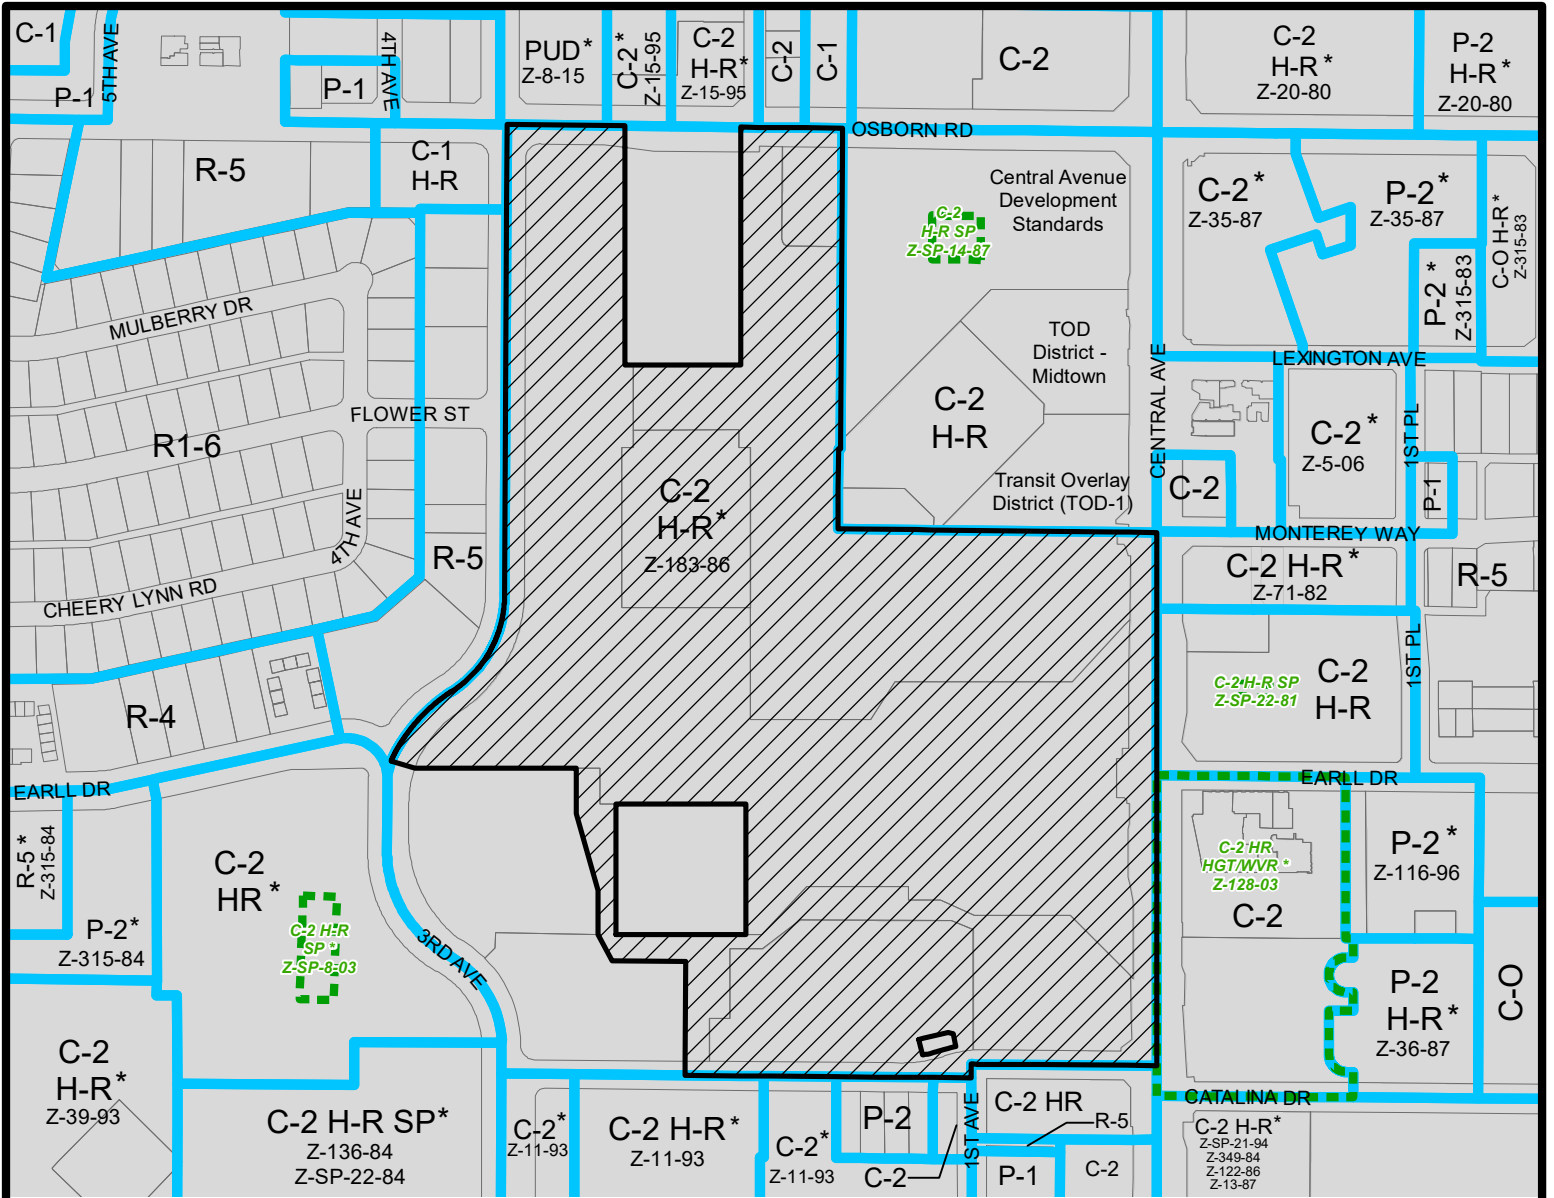 C-1
5TH AVE
P-1
4TH AVE
P-1
PUD*
Z-8-15
C-2*
Z-15-95
C-2
H-R*
Z-15-95
C-2
C-1
C-2
C-2
H-R*
Z-20-80
P-2
H-R*
Z-20-80
OSBORN RD
R-5
C-1
H-R
C-2
H-R SP
Z-SP-14-87
Central Avenue
Development
Standards
C-2*
Z-35-87
P-2*
Z-35-87
C-O H-R*
Z-315-83
P-2*
Z-315-83
MULBERRY DR
TOD
District -
Midtown
CENTRAL AVE
LEXINGTON AVE
FLOWER ST
R1-6
C-2
H-R
C-2*
Z-5-06
1ST PL
C-2
H-R*
Z-183-86
Transit Overlay
District (TOD-1)
C-2
P-1
4TH AVE
MONTEREY WAY
R-5
C-2 H-R*
Z-71-82
R-5
CHEERY LYNN RD
1ST PL
R-4
C-2 H-R SP
Z-SP-22-81
C-2
H-R
EARLL DR
EARLL DR
R-5*
Z-315-84
C-2
HR*
C-2 HR
HGT/WVR *
Z-128-03
P-2*
Z-116-96
C-2
P-2*
Z-315-84
C-2 H-R
SP *
Z-SP-8-03
3RD AVE
P-2
H-R*
Z-36-87
C-O
C-2
H-R*
Z-39-93
CATALINA DR
C-2 H-R SP*
Z-136-84
Z-SP-22-84
C-2*
Z-11-93
C-2 H-R*
Z-11-93
C-2*
Z-11-93
P-2
C-2
1ST AVE
C-2 HR
R-5
P-1
C-2
C-2 H-R*
Z-SP-21-94
Z-349-84
Z-122-86
Z-13-87